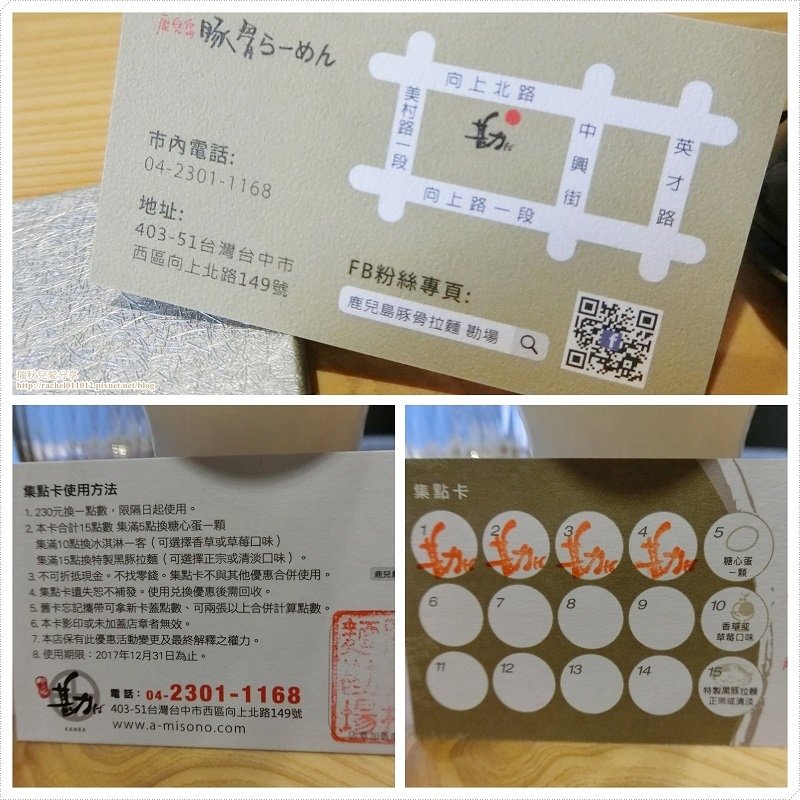 鹿兒島 豚骨らーめん
市內電話:
04-2301-1168
地址:
403-51台灣台中市
西區向上北路149號
向上北路
美村路一段
中興街
英才路
向上路一段
FB粉絲專頁:
鹿兒島豚骨拉麵 勘場
瑞秋兒愛分享
http://rachel011012.pixnet.net/blog
集點卡使用方法
1. 230元換一點數，限隔日起使用。
2. 本卡合計15點數 集滿5點換糖心蛋一顆
集滿10點換冰淇淋一客（可選擇香草或草莓口味）
集滿15點換特製黑豚拉麵（可選擇正宗或清淡口味）。
3. 不可折抵現金。不找零錢。集點卡不與其他優惠合併使用。
4. 集點卡遺失恕不補發。使用兌換優惠後需回收。
5. 舊卡忘記攜帶可拿新卡蓋點數、可兩張以上合併計算點數。
6. 本卡影印或未加蓋店章者無效。
7. 本店保有此優惠活動變更及最終解釋之權力。
8. 使用期限：2017年12月31日為止。
電話：04-2301-1168
403-51台灣台中市西區向上北路149號
www.a-misono.com
集點卡
1 2 3 4 5
糖心蛋
一顆
6 7 8 9 10
香草或
草莓口味
11 12 13 14 15
特製黑豚拉麵
正宗或清淡